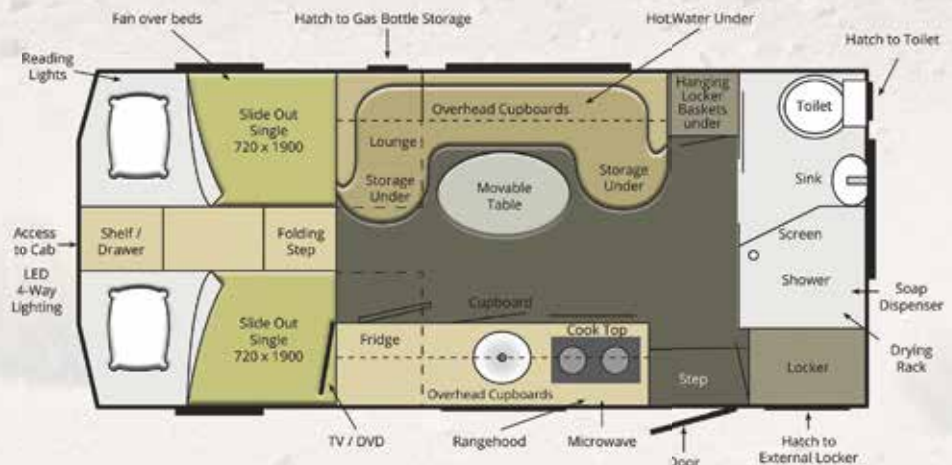 Fan over beds
Hatch to Gas Bottle Storage
Hot Water Under
Hatch to Toilet
Reading
Lights
Slide Out
Single
720 x 1900
Overhead Cupboards
Lounge
Storage
Under
Storage
Under
Movable
Table
Hanging
Locker
Baskets
under
Toilet
Sink
Screen
Shower
Access
to Cab
Shelf /
Drawer
Folding
Step
LED
4-Way
Lighting
Slide Out
Single
720 x 1900
Cupboard
Fridge
Cook Top
Overhead Cupboards
Step
Locker
Soap
Dispenser
Drying
Rack
TV / DVD
Rangehood
Microwave
Door
Hatch to
External Locker